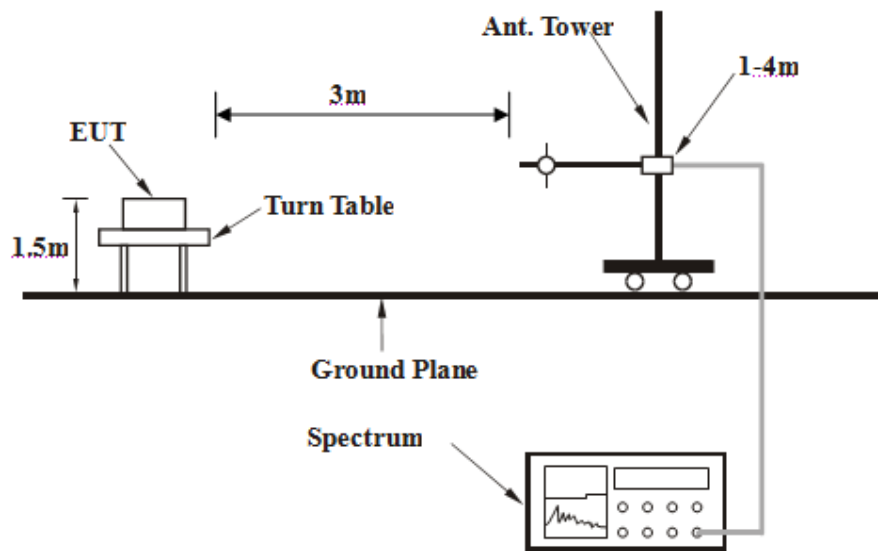 Ant. Tower
1-4m
3m
EUT
Turn Table
1.5m
Ground Plane
Spectrum